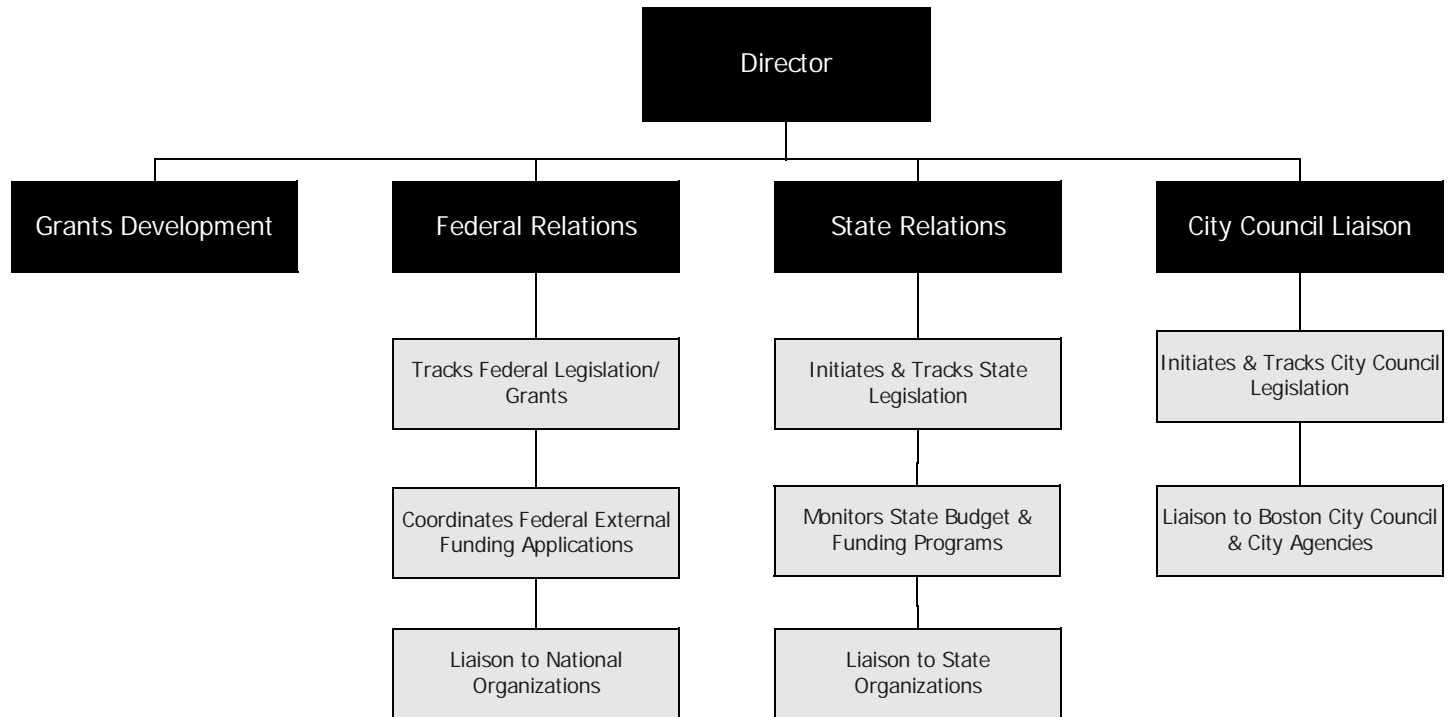 Director
Grants Development
Federal Relations
State Relations
City Council Liaison
Tracks Federal Legislation/
Grants
Initiates & Tracks State
Legislation
Initiates & Tracks City Council
Legislation
Coordinates Federal External
Funding Applications
Monitors State Budget &
Funding Programs
Liaison to Boston City Council
& City Agencies
Liaison to National
Organizations
Liaison to State
Organizations